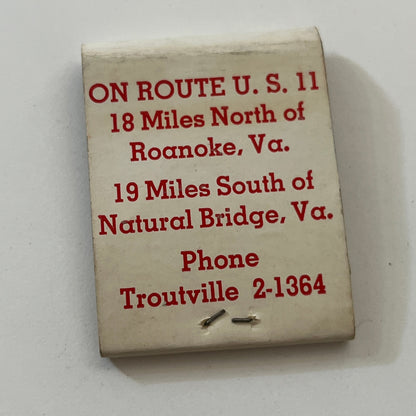 ON ROUTE U. S. 11
18 Miles North of
Roanoke, Va.
19 Miles South of
Natural Bridge, Va.
Phone
Troutville 2-1364